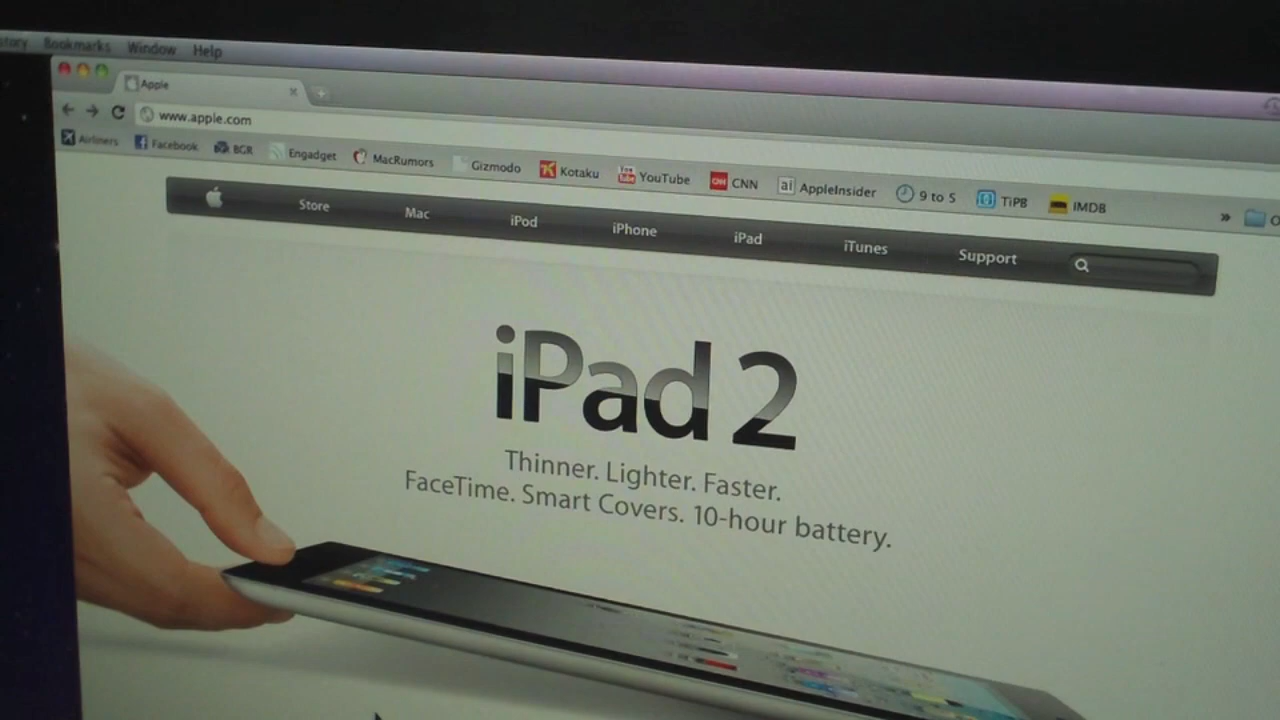 Bookmarks Window Help
Apple
www.apple.com
Airliners Facebook BGR Engadget MacRumors Gizmodo Kotaku YouTube CNN AppleInsider 9 to 5 TiPB IMDB
Store Mac iPod iPhone iPad iTunes Support
iPad 2
Thinner. Lighter. Faster.
FaceTime. Smart Covers. 10-hour battery.